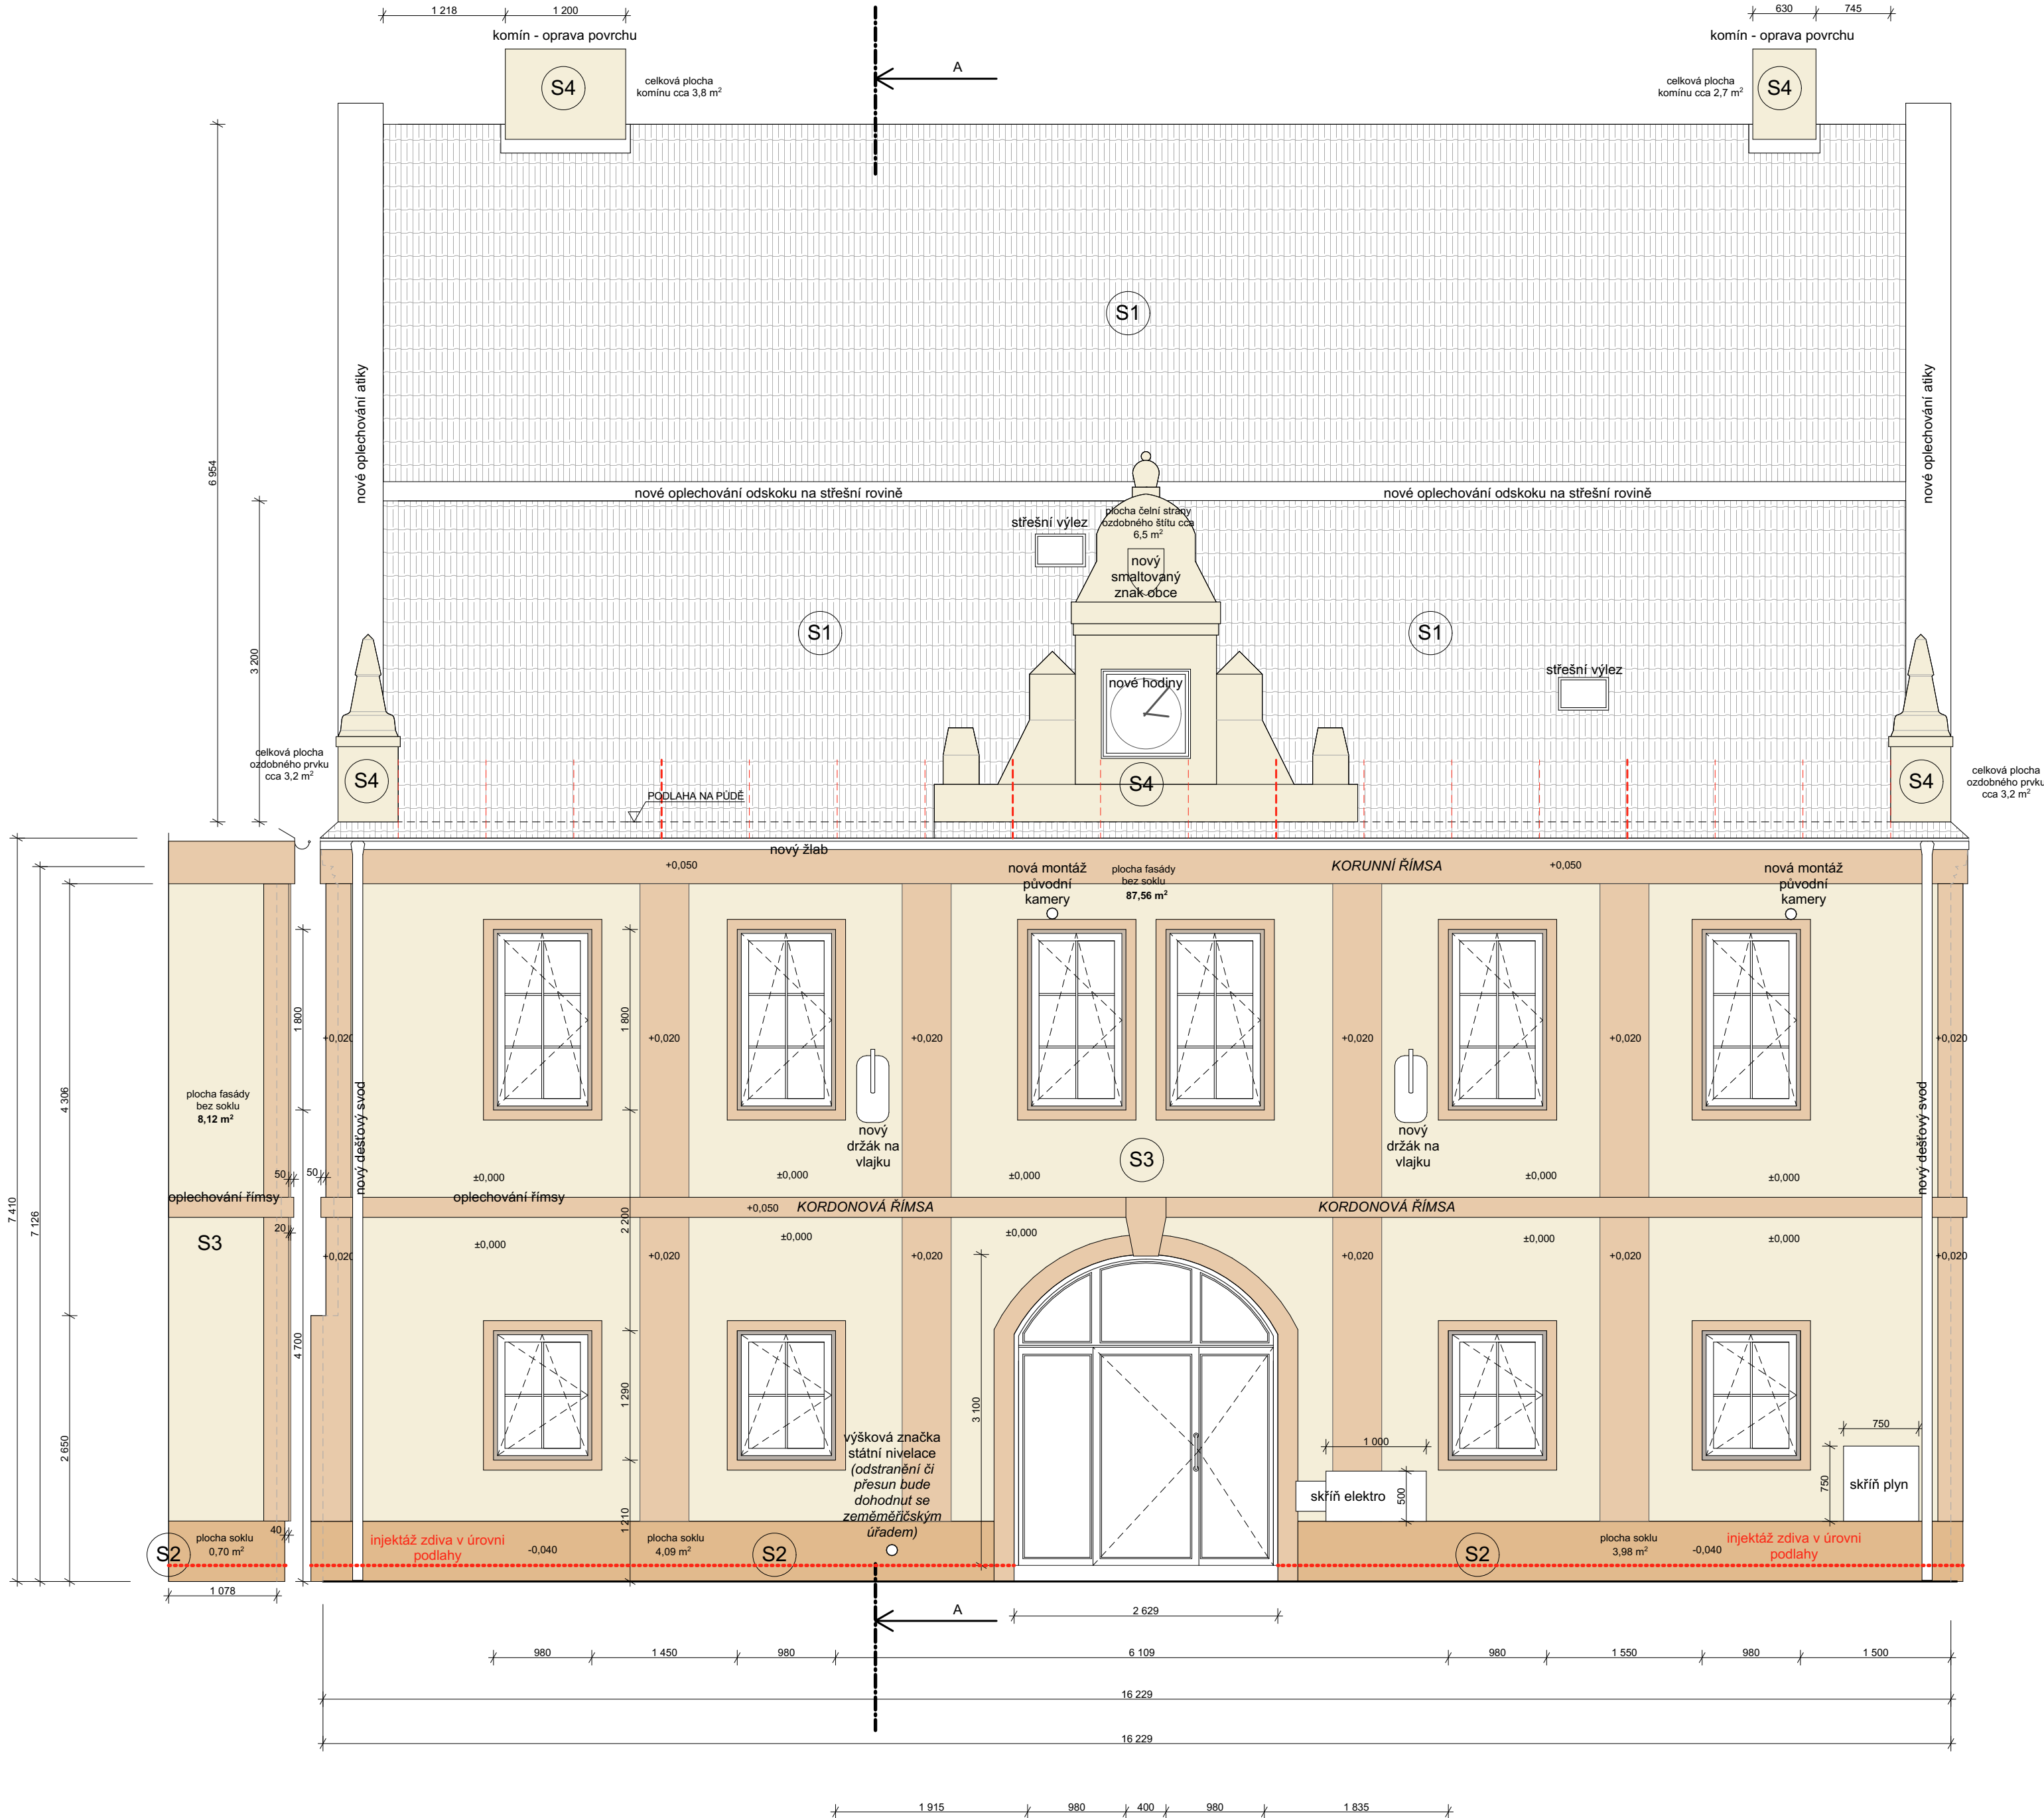 1 218
1 200
630
745
komín - oprava povrchu
komín - oprava povrchu
A
S4
celková plocha
komínu cca 3,8 m²
celková plocha
komínu cca 2,7 m²
S4
S1
nové oplechování atiky
nové oplechování atiky
6 954
nové oplechování odskoku na střešní rovině
nové oplechování odskoku na střešní rovině
plocha čelní strany
ozdobného štítu cca
6,5 m²
střešní výlez
nový
smaltovaný
znak obce
S1
S1
3 200
střešní výlez
nové hodiny
celková plocha
ozdobného prvku
cca 3,2 m²
S4
S4
S4
celková plocha
ozdobného prvku
cca 3,2 m²
PODLAHA NA PŮDĚ
nový žlab
+0,050
nová montáž
původní
kamery
plocha fasády
bez soklu
87,56 m²
KORUNNÍ ŘÍMSA
+0,050
nová montáž
původní
kamery
1 800
1 800
+0,020
+0,020
+0,020
+0,020
+0,020
+0,020
4 306
plocha fasády
bez soklu
8,12 m²
nový dešťový svod
nový dešťový svod
nový
držák na
vlajku
nový
držák na
vlajku
S3
50
50
±0,000
±0,000
±0,000
±0,000
±0,000
oplechování římsy
oplechování římsy
+0,050
KORDONOVÁ ŘÍMSA
KORDONOVÁ ŘÍMSA
7 410
7 126
2 200
20
S3
±0,000
±0,000
±0,000
±0,000
±0,000
+0,020
+0,020
+0,020
+0,020
+0,020
+0,020
4 700
2 650
1 290
3 100
výšková značka
státní nivelace
(odstranění či
přesun bude
dohodnut se
zeměměřičským
úřadem)
1 000
750
skříň elektro
500
750
skříň plyn
1 210
S2
plocha soklu
0,70 m²
40
injektáž zdiva v úrovni
podlahy
-0,040
plocha soklu
4,09 m²
S2
S2
plocha soklu
3,98 m²
-0,040
injektáž zdiva v úrovni
podlahy
1 078
A
2 629
980
1 450
980
6 109
980
1 550
980
1 500
16 229
16 229
1 915
980
400
980
1 835